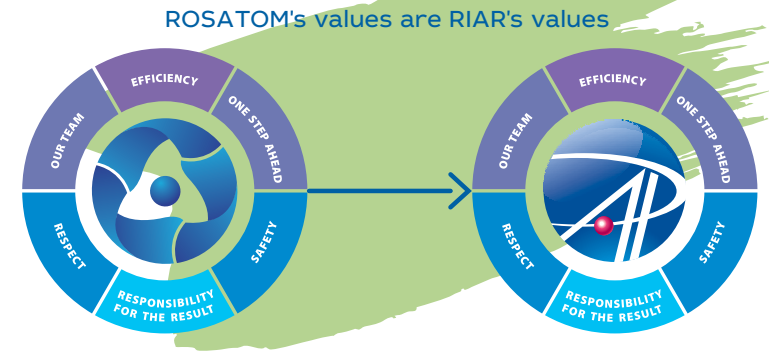 ROSATOM's values are RIAR's values
EFFICIENCY
ONE STEP AHEAD
SAFETY
RESPONSIBILITY
FOR THE RESULT
RESPECT
OUR TEAM
EFFICIENCY
ONE STEP AHEAD
SAFETY
RESPONSIBILITY
FOR THE RESULT
RESPECT
OUR TEAM